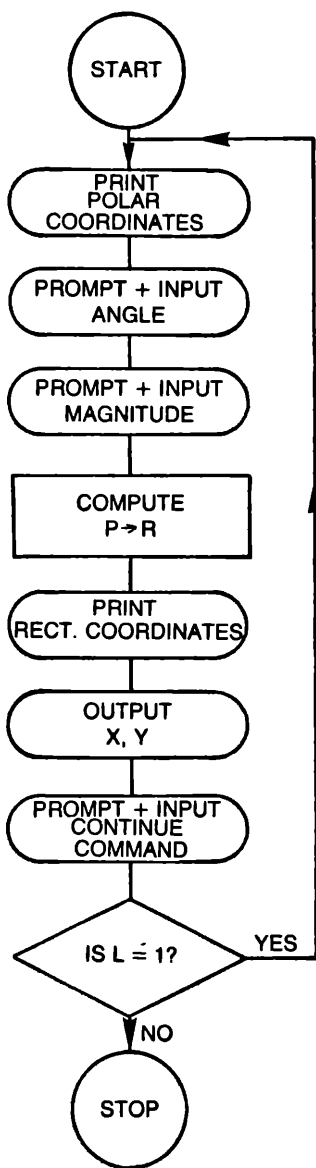 START
PRINT
POLAR
COORDINATES
PROMPT + INPUT
ANGLE
PROMPT + INPUT
MAGNITUDE
COMPUTE
P→R
PRINT
RECT. COORDINATES
OUTPUT
X, Y
PROMPT + INPUT
CONTINUE
COMMAND
IS L = 1?
YES
NO
STOP